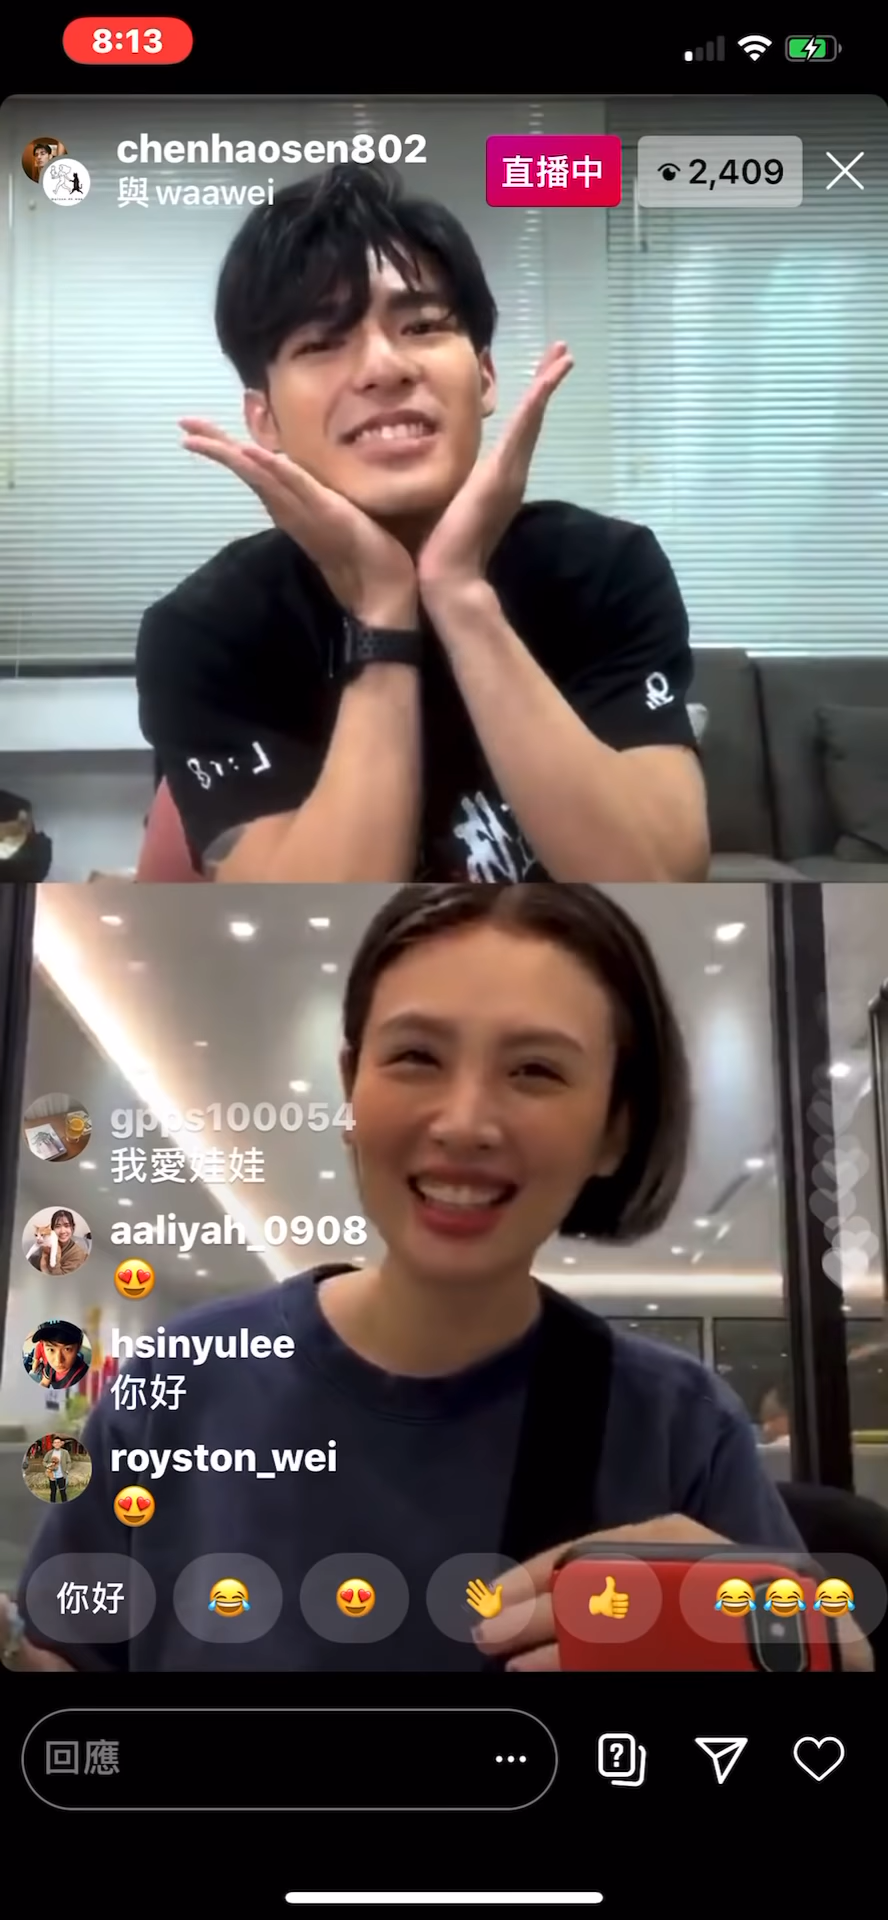 8:13
chenhaosen802
與 waawei
直播中
2,409
gpps100054
我愛娃娃
aaliyah_0908
😍
hsinyulee
你好
royston_wei
😍
你好 😂 😍 👋 👍 😂😂😂
回應